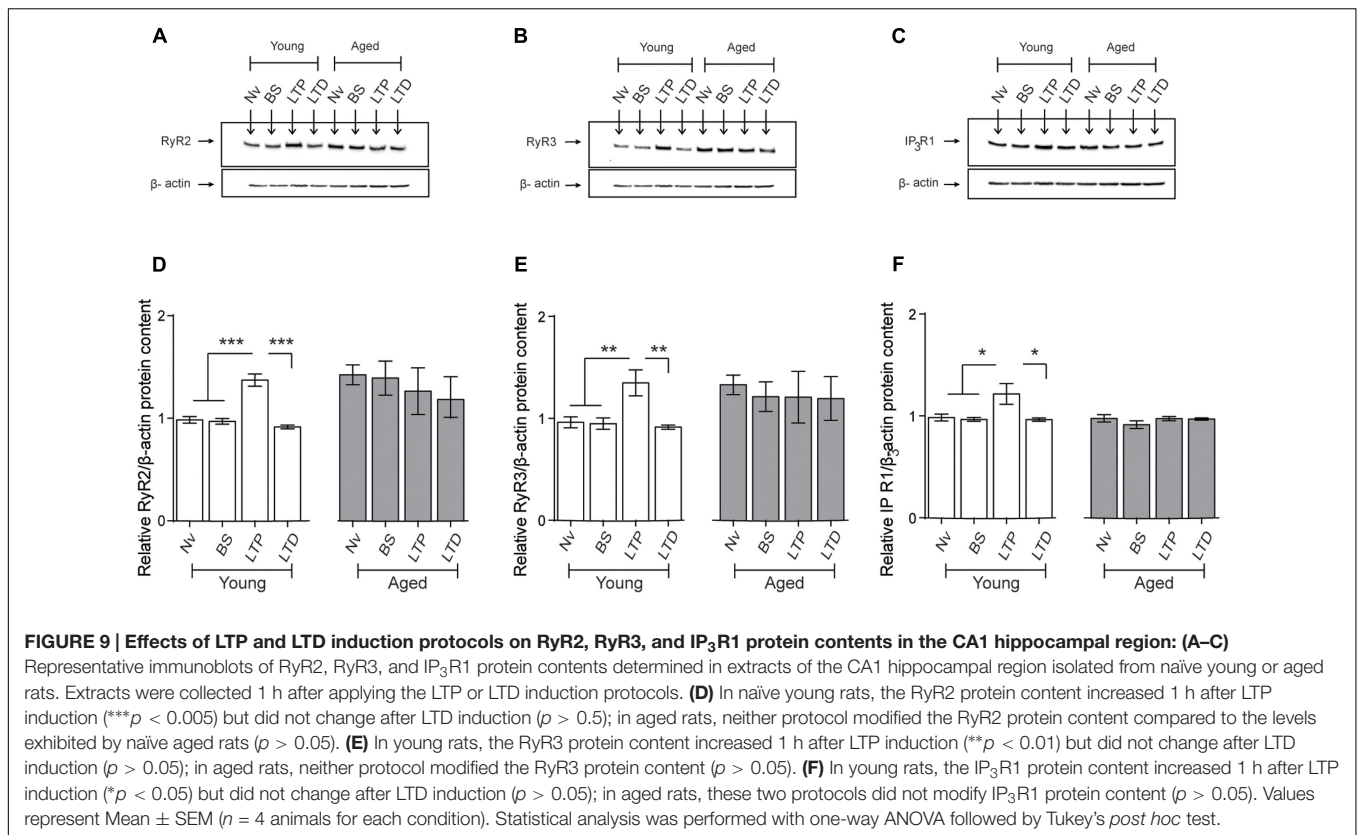 A B C
Young Aged Young Aged Young Aged
Nv BS LTP LTD Nv BS LTP LTD Nv BS LTP LTD Nv BS LTP LTD Nv BS LTP LTD Nv BS LTP LTD
RyR2 → RyR3 → IP₃R1 →
β- actin → β- actin → β- actin →
D E F
Relative RyR2/β-actin protein content
2
1
0
*** ***
Nv BS LTP LTD Nv BS LTP LTD
Young Aged
Relative RyR3/β-actin protein content
2
1
0
** **
Nv BS LTP LTD Nv BS LTP LTD
Young Aged
Relative IP₃R1/β-actin protein content
2
1
0
* *
Nv BS LTP LTD Nv BS LTP LTD
Young Aged
FIGURE 9 | Effects of LTP and LTD induction protocols on RyR2, RyR3, and IP₃R1 protein contents in the CA1 hippocampal region: (A–C)
Representative immunoblots of RyR2, RyR3, and IP₃R1 protein contents determined in extracts of the CA1 hippocampal region isolated from naïve young or aged
rats. Extracts were collected 1 h after applying the LTP or LTD induction protocols. (D) In naïve young rats, the RyR2 protein content increased 1 h after LTP
induction (***p < 0.005) but did not change after LTD induction (p > 0.5); in aged rats, neither protocol modified the RyR2 protein content compared to the levels
exhibited by naïve aged rats (p > 0.05). (E) In young rats, the RyR3 protein content increased 1 h after LTP induction (**p < 0.01) but did not change after LTD
induction (p > 0.05); in aged rats, neither protocol modified the RyR3 protein content (p > 0.05). (F) In young rats, the IP₃R1 protein content increased 1 h after LTP
induction (*p < 0.05) but did not change after LTD induction (p > 0.05); in aged rats, these two protocols did not modify IP₃R1 protein content (p > 0.05). Values
represent Mean ± SEM (n = 4 animals for each condition). Statistical analysis was performed with one-way ANOVA followed by Tukey's post hoc test.